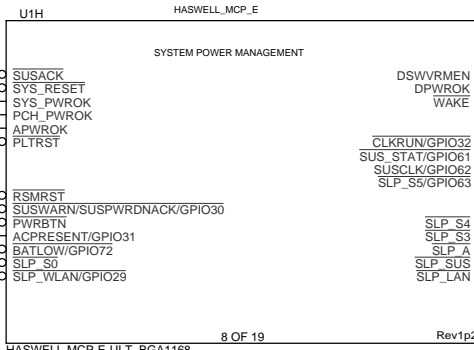 U1H
HASWELL_MCP_E
SYSTEM POWER MANAGEMENT
SUSACK
SYS_RESET
SYS_PWROK
PCH_PWROK
APWROK
PLTRST
RSMRST
SUSWARN/SUSPWRDNACK/GPIO30
PWRBTN
ACPRESENT/GPIO31
BATLOW/GPIO72
SLP_S0
SLP_WLAN/GPIO29
DSWVRMEN
DPWROK
WAKE
CLKRUN/GPIO32
SUS_STAT/GPIO61
SUSCLK/GPIO62
SLP_S5/GPIO63
SLP_S4
SLP_S3
SLP_A
SLP_SUS
SLP_LAN
8 OF 19
Rev1p2
HASWELL_MCP_E-ULT_BGA1168